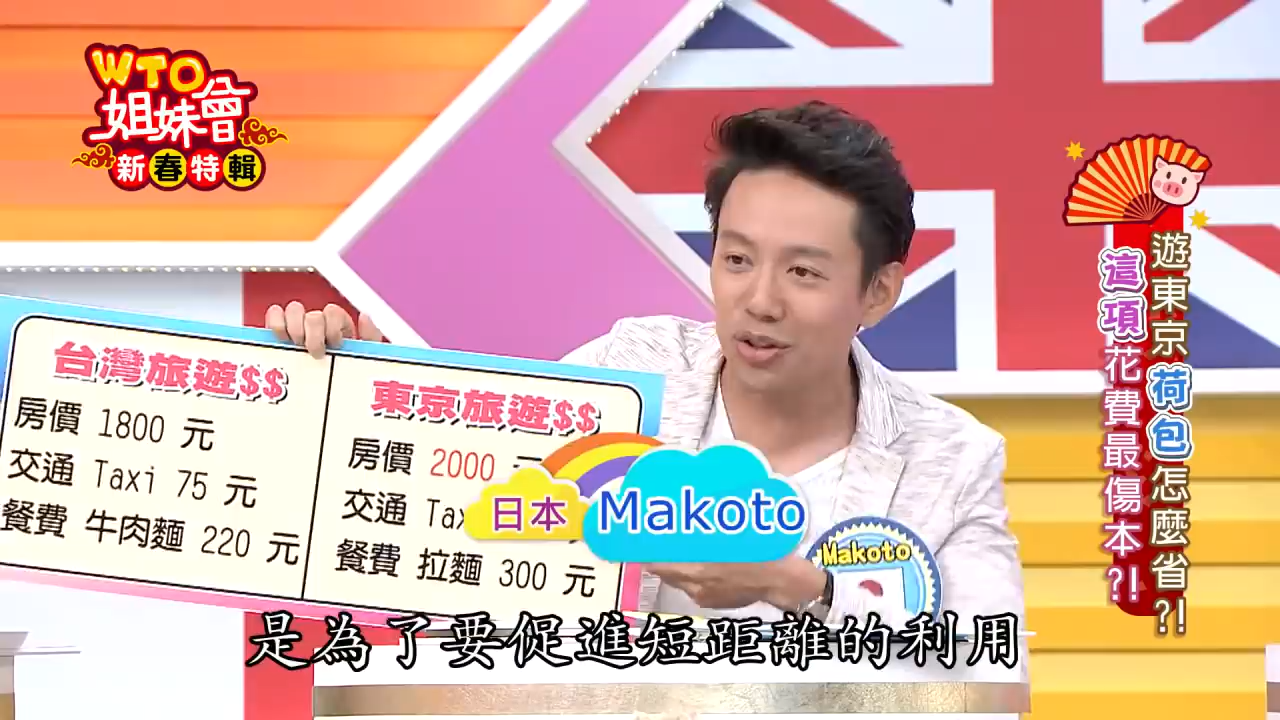 WTO
姐妹會
新春特輯
遊東京荷包怎麼省?!
這項花費最傷本?!
台灣旅遊$$
房價 1800 元
交通 Taxi 75 元
餐費 牛肉麵 220 元
東京旅遊$$
房價 2000 元
交通 Tax
餐費 拉麵 300 元
日本 Makoto
Makoto
是為了要促進短距離的利用